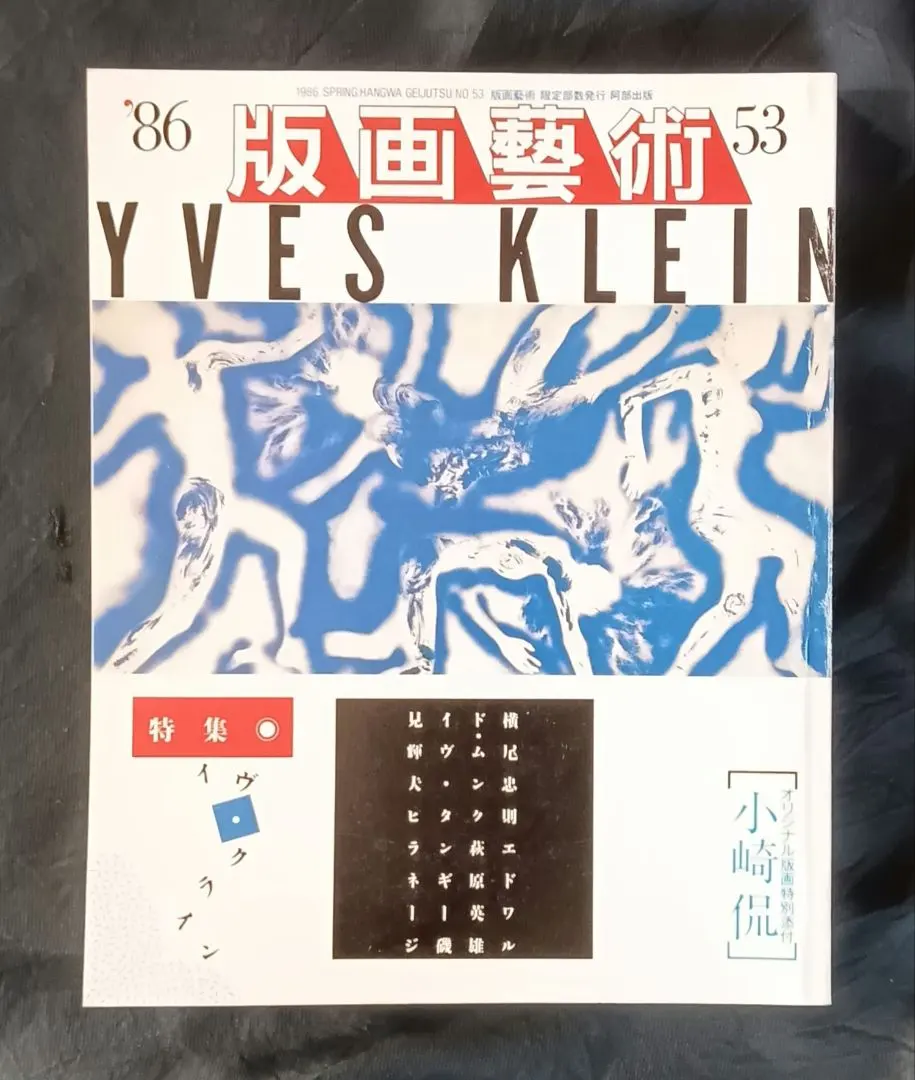 1986 SPRING:HANGWA GEIJUTSU NO 53 版画藝術 限定部数発行 阿部出版
'86 版画藝術 53
YVES KLEIN
特集◉
イヴ・クライン
横尾忠則エドワル
ド・ムンク萩原英雄
イヴ・タンギー磯
見輝夫ヒラネージ
オリジナル版画特別添付
[小崎侃]